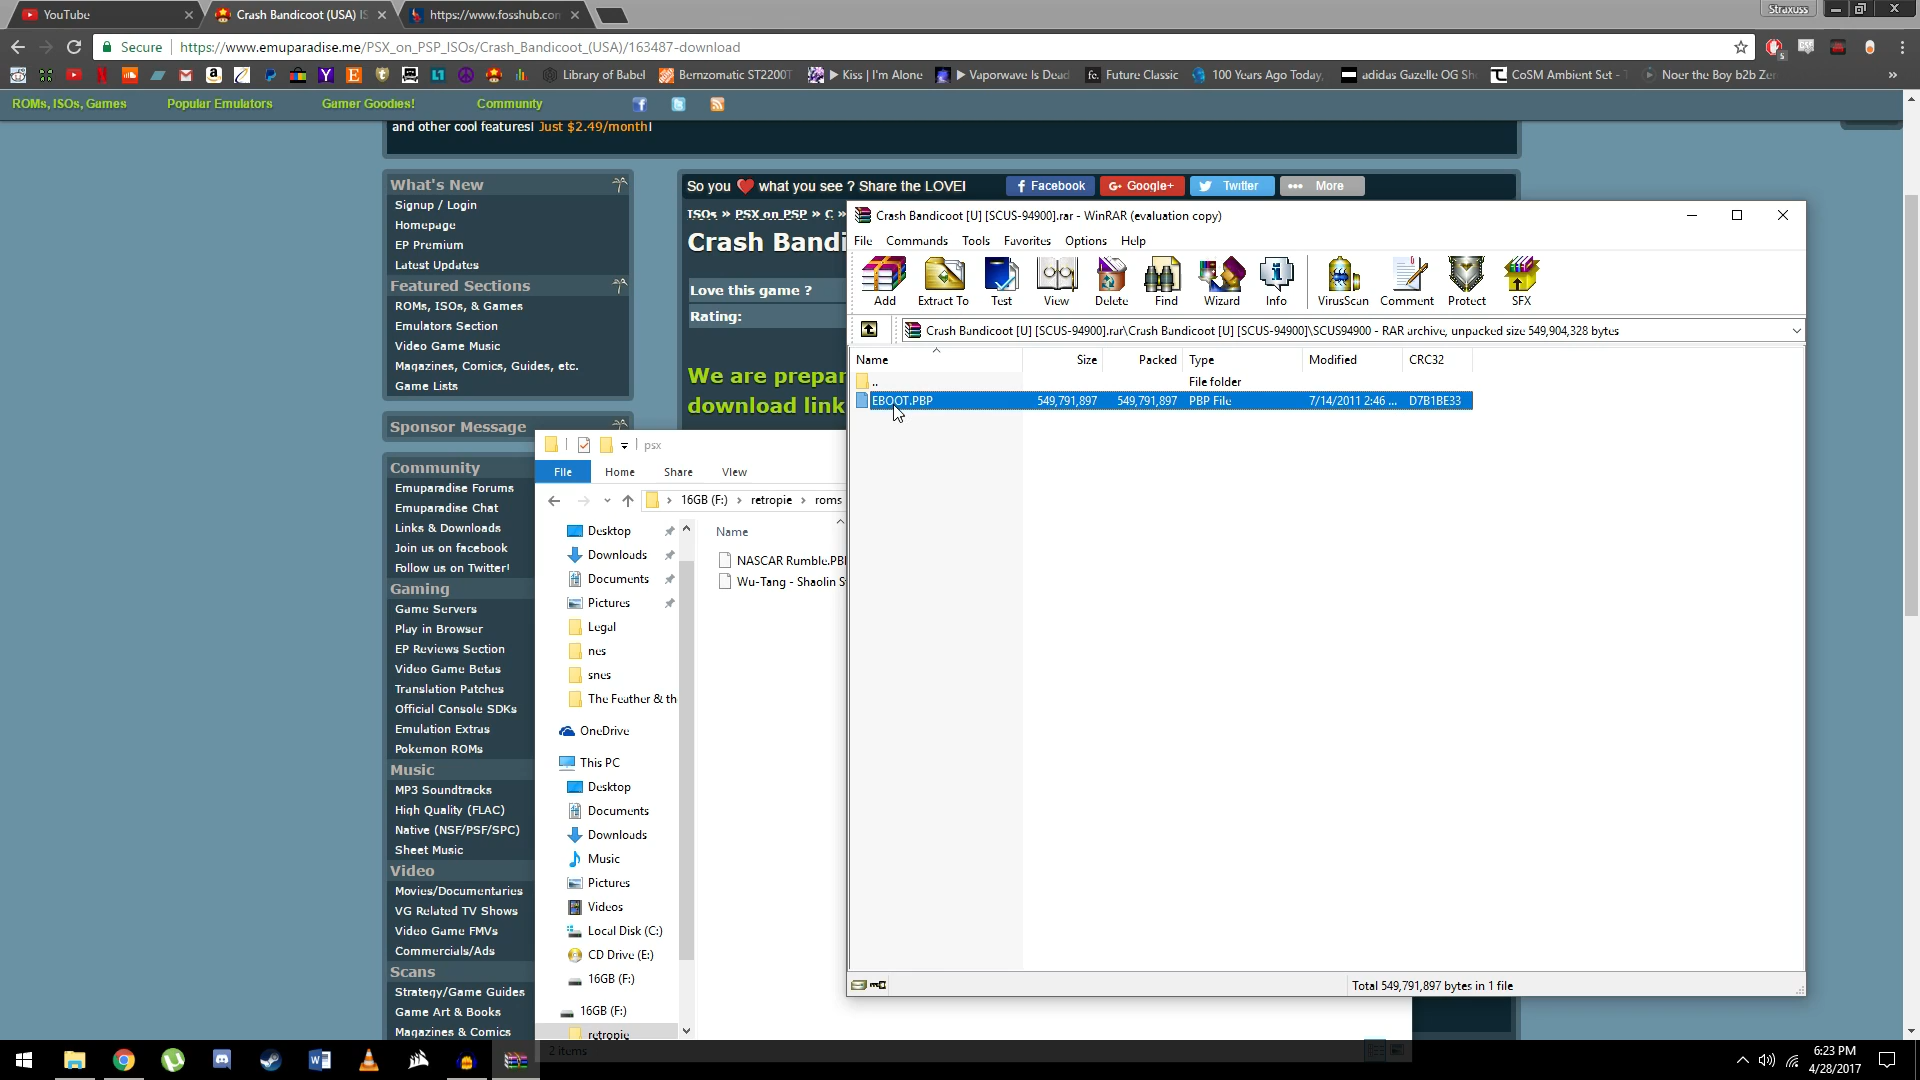 YouTube
Crash Bandicoot (USA) IS
https://www.fosshub.con
Straxuss
Secure
https://www.emuparadise.me/PSX_on_PSP_ISOs/Crash_Bandicoot_(USA)/163487-download
Library of Babel
Bernzomatic ST2200T
Kiss | I'm Alone
Vaporwave Is Dead
fe. Future Classic
100 Years Ago Today,
adidas Gazelle OG Sh
CoSM Ambient Set -
Noer the Boy b2b Zer
»
ROMs, ISOs, Games
Popular Emulators
Gamer Goodies!
Community
and other cool features! Just $2.49/month!
What's New
Signup / Login
Homepage
EP Premium
Latest Updates
Featured Sections
ROMs, ISOs, & Games
Emulators Section
Video Game Music
Magazines, Comics, Guides, etc.
Game Lists
Sponsor Message
Community
Emuparadise Forums
Emuparadise Chat
Links & Downloads
Join us on facebook
Follow us on Twitter!
Gaming
Game Servers
Play in Browser
EP Reviews Section
Video Game Betas
Translation Patches
Official Console SDKs
Emulation Extras
Pokemon ROMs
Music
MP3 Soundtracks
High Quality (FLAC)
Native (NSF/PSF/SPC)
Sheet Music
Video
Movies/Documentaries
VG Related TV Shows
Video Game FMVs
Commercials/Ads
Scans
Strategy/Game Guides
Game Art & Books
Magazines & Comics
So you ❤ what you see ? Share the LOVE!
Facebook
G+ Google+
Twitter
More
ISOs » PSX on PSP » C »
Crash Bandi
Love this game ?
Rating:
We are prepar
download link
psx
File
Home
Share
View
16GB (F:) › retropie › roms
Name
NASCAR Rumble.PB
Wu-Tang - Shaolin S
Desktop
Downloads
Documents
Pictures
Legal
nes
snes
The Feather & th
OneDrive
This PC
Desktop
Documents
Downloads
Music
Pictures
Videos
Local Disk (C:)
CD Drive (E:)
16GB (F:)
16GB (F:)
retropie
2 items
Crash Bandicoot [U] [SCUS-94900].rar - WinRAR (evaluation copy)
File
Commands
Tools
Favorites
Options
Help
Add
Extract To
Test
View
Delete
Find
Wizard
Info
VirusScan
Comment
Protect
SFX
Crash Bandicoot [U] [SCUS-94900].rar\Crash Bandicoot [U] [SCUS-94900]\SCUS94900 - RAR archive, unpacked size 549,904,328 bytes
Name
Size
Packed
Type
Modified
CRC32
..
File folder
EBOOT.PBP
549,791,897
549,791,897
PBP File
7/14/2011 2:46 ...
D7B1BE33
Total 549,791,897 bytes in 1 file
6:23 PM
4/28/2017